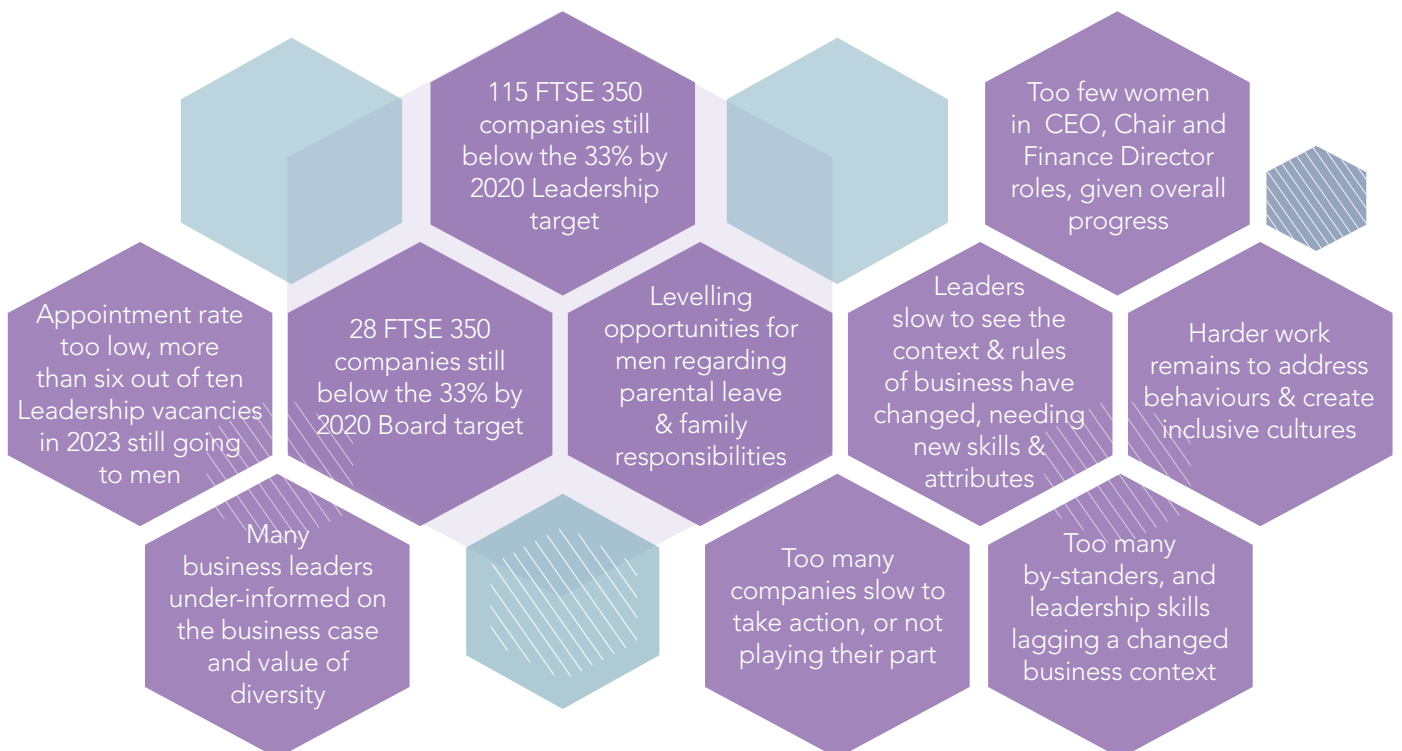 115 FTSE 350
companies still
below the 33% by
2020 Leadership
target
Too few women
in CEO, Chair and
Finance Director
roles, given overall
progress
Appointment rate
too low, more
than six out of ten
Leadership vacancies
in 2023 still going
to men
28 FTSE 350
companies still
below the 33% by
2020 Board target
Levelling
opportunities for
men regarding
parental leave
& family
responsibilities
Leaders
slow to see the
context & rules
of business have
changed, needing
new skills &
attributes
Harder work
remains to address
behaviours & create
inclusive cultures
Many
business leaders
under-informed on
the business case
and value of
diversity
Too many
companies slow to
take action, or not
playing their part
Too many
by-standers, and
leadership skills
lagging a changed
business context